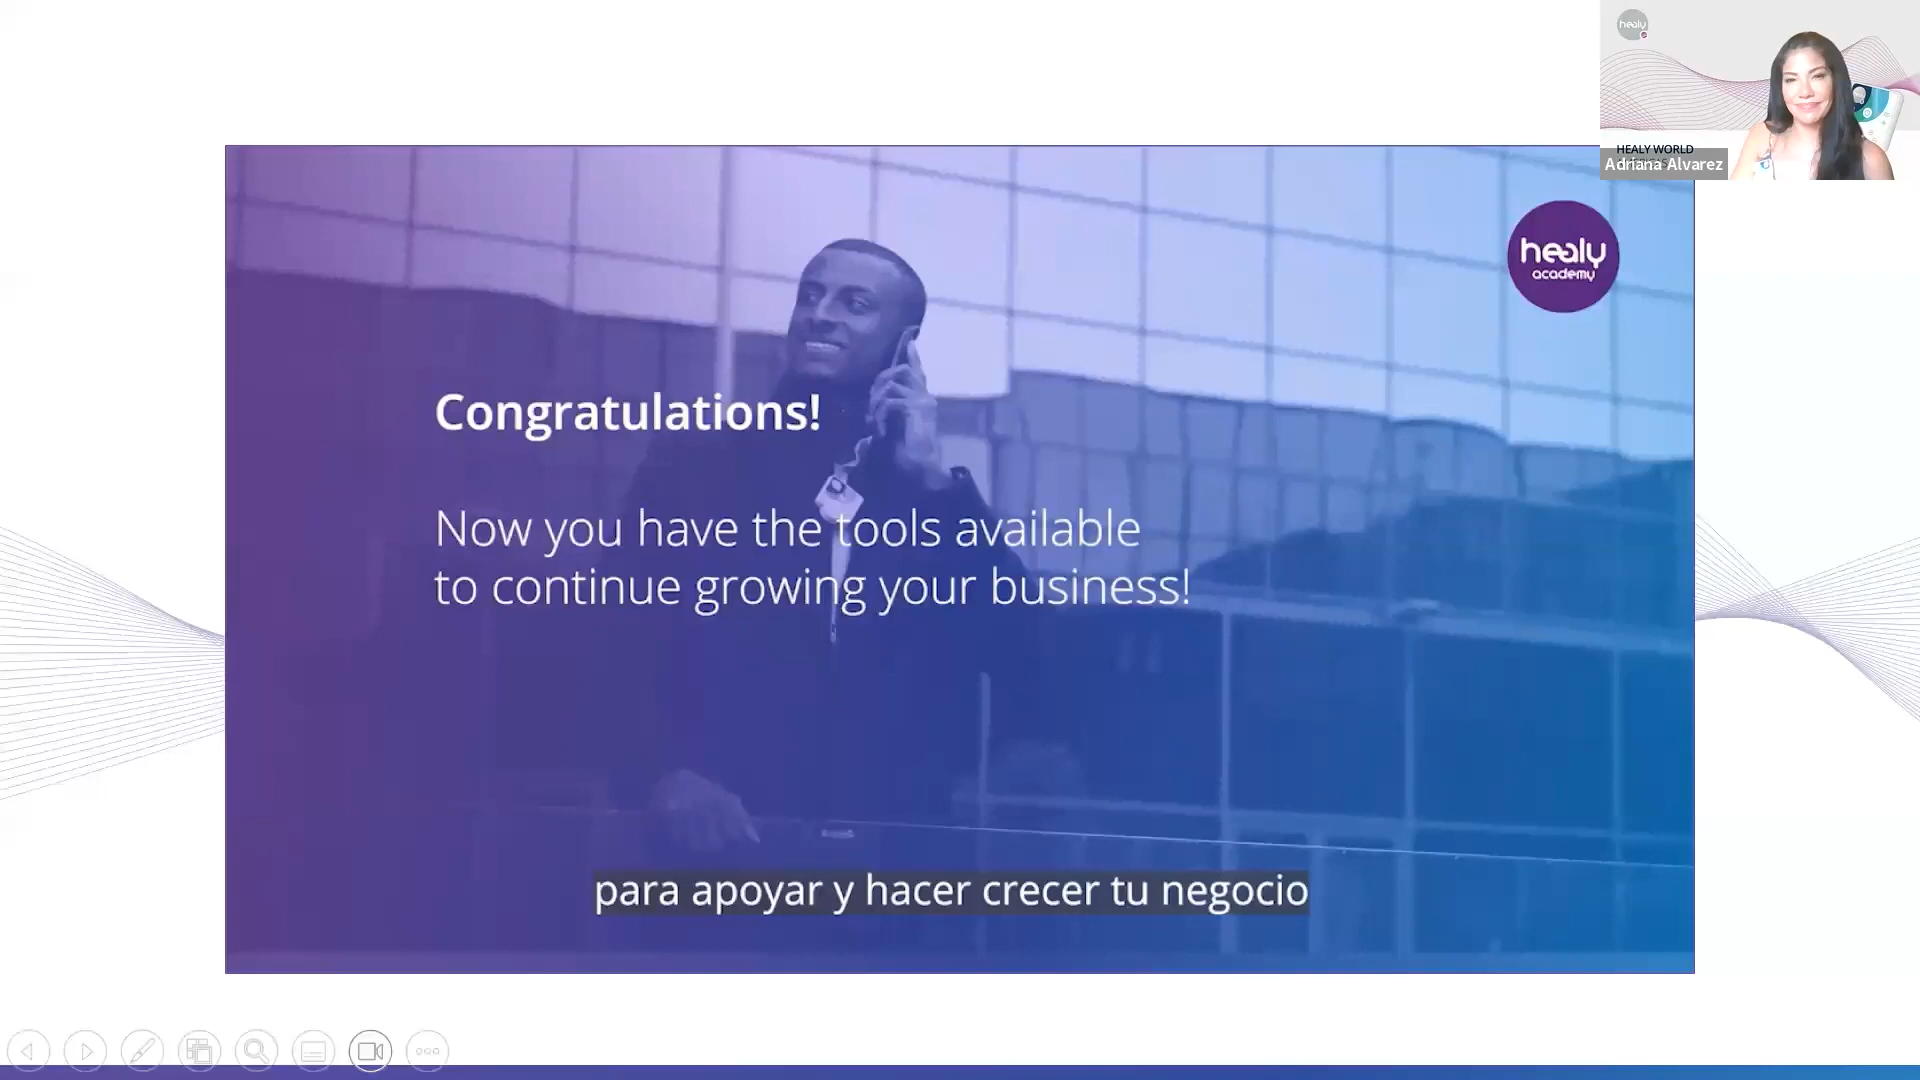 healy
HEALY WORLD
Adriana Alvarez
healy
academy
Congratulations!
Now you have the tools available
to continue growing your business!
para apoyar y hacer crecer tu negocio